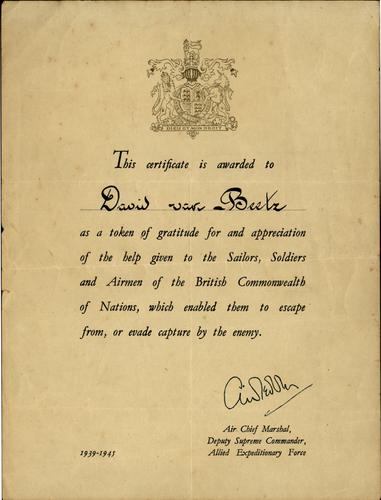 DIEU ET MON DROIT
This certificate is awarded to
David van Beetz
as a token of gratitude for and appreciation
of the help given to the Sailors, Soldiers
and Airmen of the British Commonwealth
of Nations, which enabled them to escape
from, or evade capture by the enemy.
Air Chief Marshal,
Deputy Supreme Commander,
1939-1945 Allied Expeditionary Force